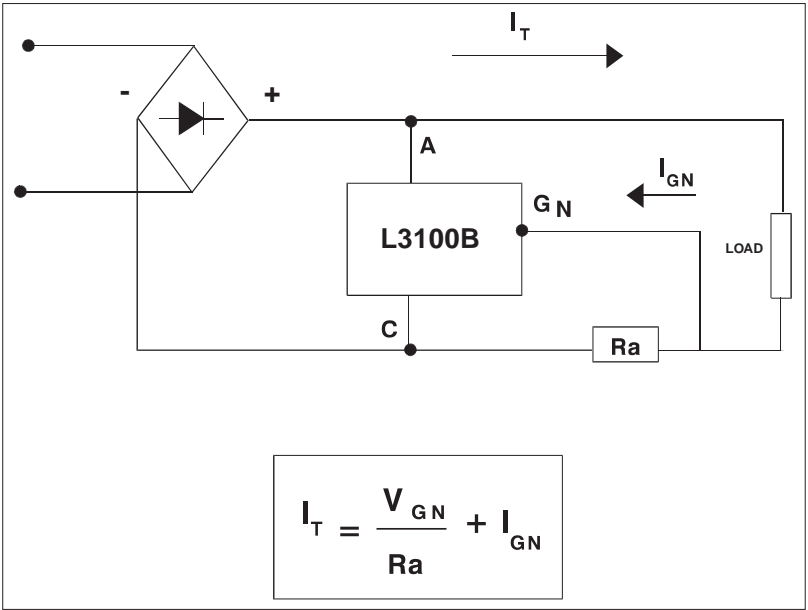 I_T
- +
A
I_GN
G_N
L3100B
LOAD
C
Ra
I_T = V_GN / Ra + I_GN